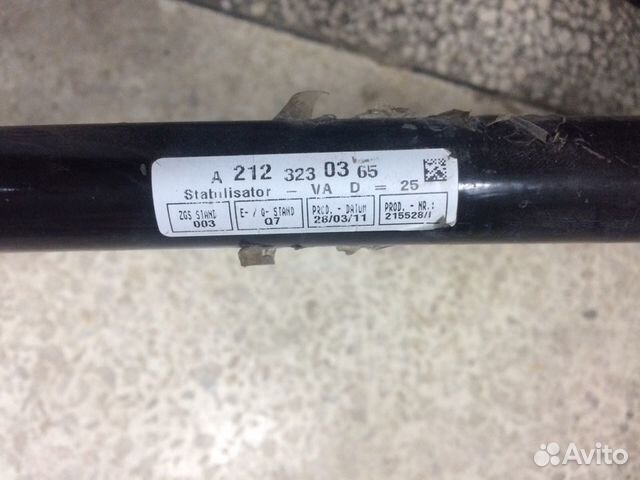 A 212 323 03 65
Stabilisator - VA D = 25
ZGS STAND E- / Q- STAND PROD. - DATUM PROD. - NR.:
003 Q7 28/03/11 215528/1
Avito